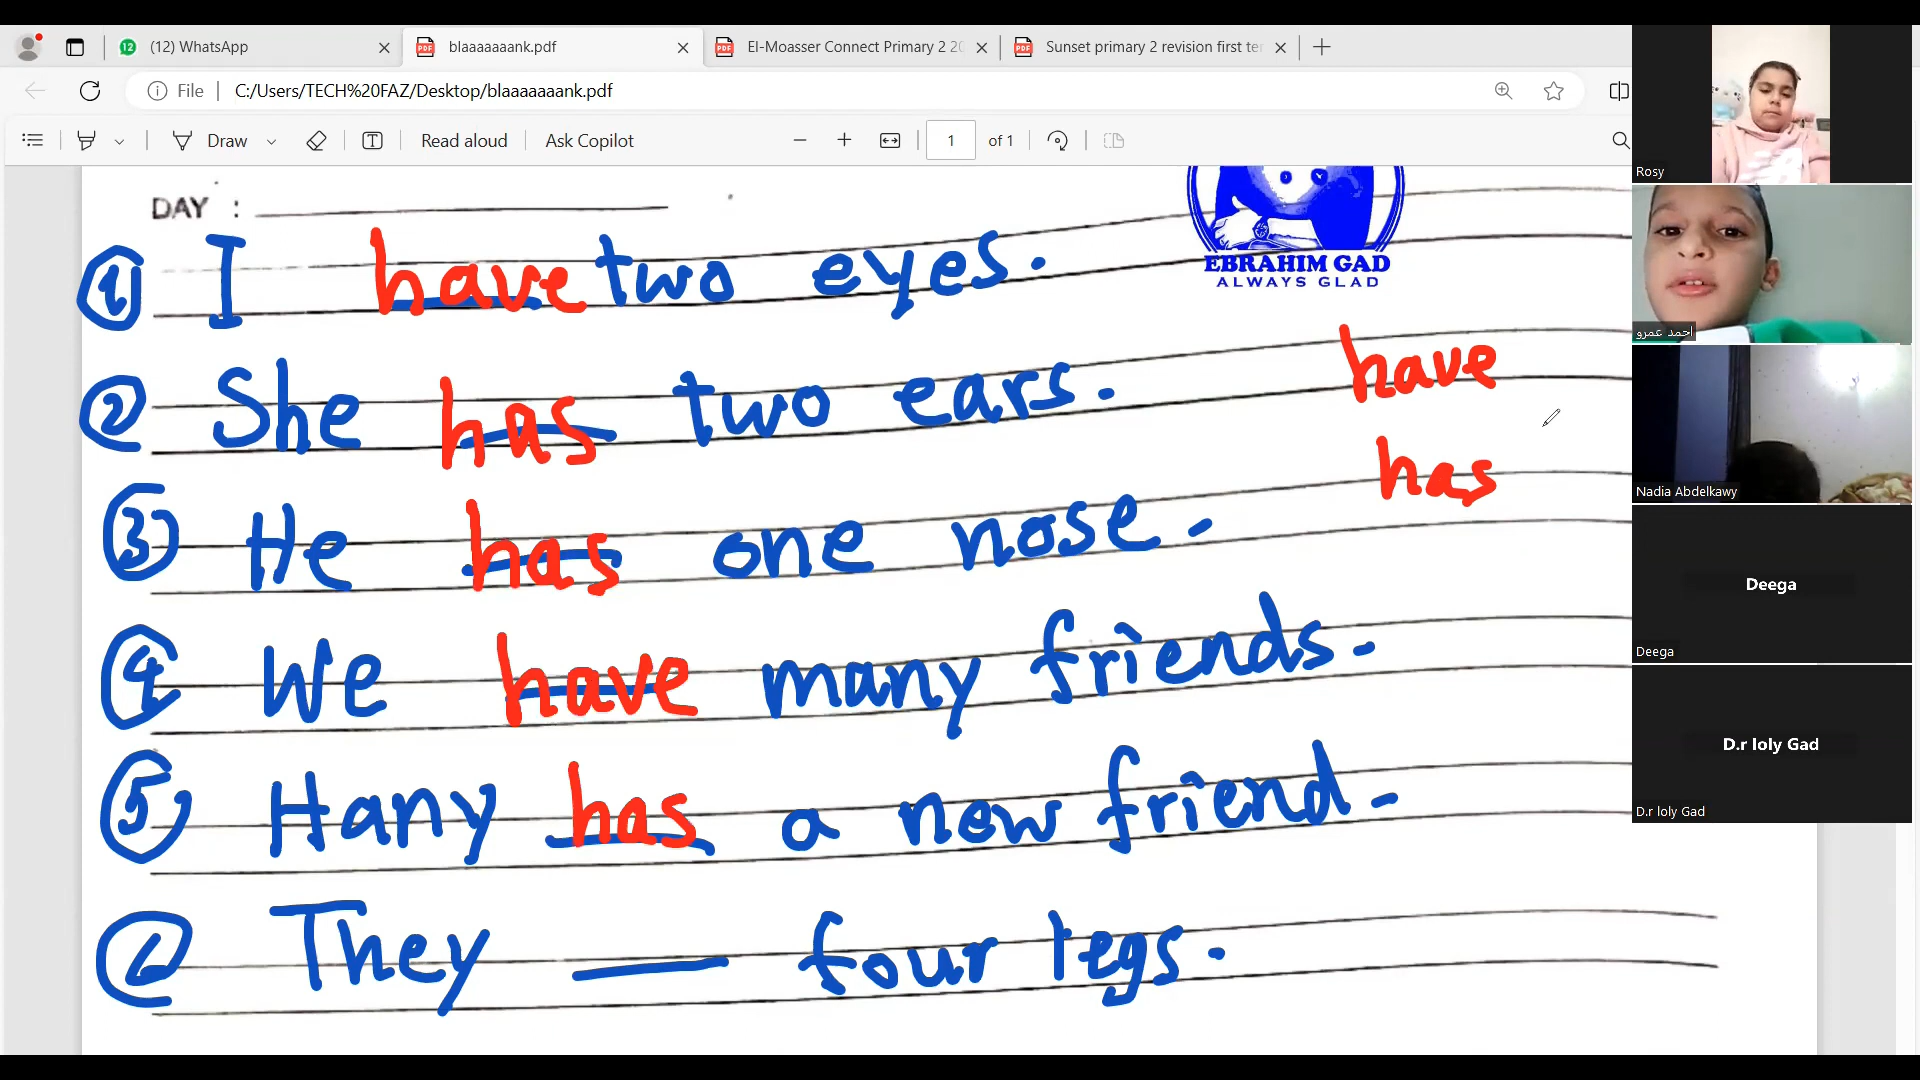 (12) WhatsApp
blaaaaaaank.pdf
El-Moasser Connect Primary 2 20
Sunset primary 2 revision first te
File
C:/Users/TECH%20FAZ/Desktop/blaaaaaaank.pdf
Draw
Read aloud
Ask Copilot
1 of 1
DAY :
EBRAHIM GAD
ALWAYS GLAD
1 I have two eyes.
2 She has two ears.
have
3 He has one nose.
has
4 We have many friends.
5 Hany has a new friend.
6 They ___ four legs.
Rosy
احمد عمرو
Nadia Abdelkawy
Deega
Deega
D.r loly Gad
D.r loly Gad